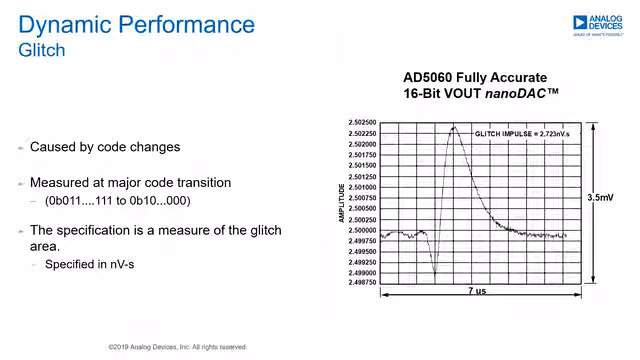 Dynamic Performance
Glitch
ANALOG
DEVICES
AHEAD OF WHAT'S POSSIBLE™
Caused by code changes
Measured at major code transition
– (0b011....111 to 0b10...000)
The specification is a measure of the glitch
area.
– Specified in nV-s
AD5060 Fully Accurate
16-Bit VOUT nanoDAC™
GLITCH IMPULSE = 2.723nV.s
AMPLITUDE
2.502500
2.502250
2.502000
2.501750
2.501500
2.501250
2.501000
2.500750
2.500500
2.500250
2.500000
2.499750
2.499500
2.499250
2.499000
2.498750
3.5mV
7 us
©2019 Analog Devices, Inc. All rights reserved.